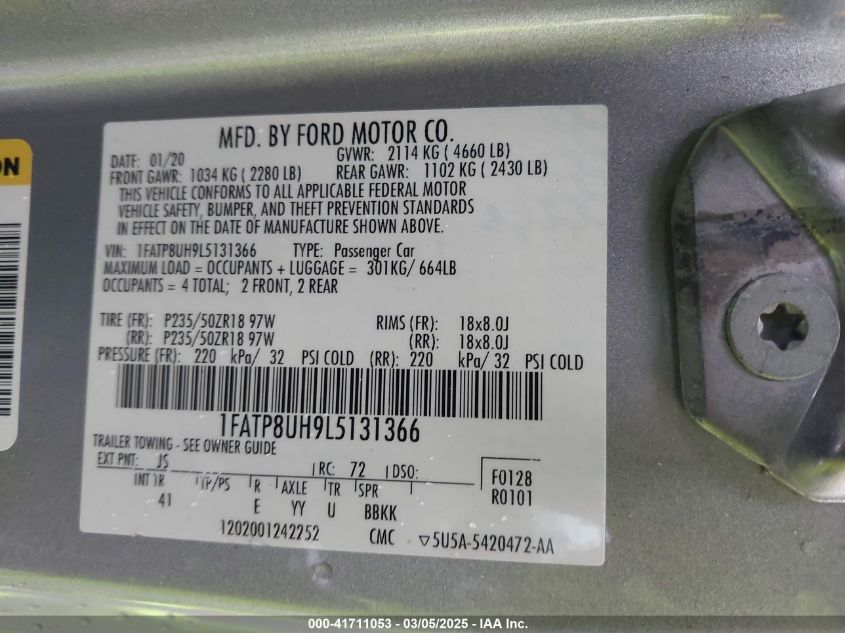 ON
MFD. BY FORD MOTOR CO.
DATE: 01/20 GVWR: 2114 KG ( 4660 LB)
FRONT GAWR: 1034 KG ( 2280 LB) REAR GAWR: 1102 KG ( 2430 LB)
THIS VEHICLE CONFORMS TO ALL APPLICABLE FEDERAL MOTOR
VEHICLE SAFETY, BUMPER, AND THEFT PREVENTION STANDARDS
IN EFFECT ON THE DATE OF MANUFACTURE SHOWN ABOVE.
VIN: 1FATP8UH9L5131366 TYPE: Passenger Car
MAXIMUM LOAD = OCCUPANTS + LUGGAGE = 301KG/ 664LB
OCCUPANTS = 4 TOTAL; 2 FRONT, 2 REAR
TIRE (FR): P235/50ZR18 97W RIMS (FR): 18x8.0J
(RR): P235/50ZR18 97W (RR): 18x8.0J
PRESSURE (FR): 220 kPa/ 32 PSI COLD (RR): 220 kPa/ 32 PSI COLD
1FATP8UH9L5131366
TRAILER TOWING - SEE OWNER GUIDE
EXT PNT: JS RC: 72 DSO: F0128
INT TR TP/PS R AXLE TR SPR R0101
41 E YY U BBKK
1202001242252 CMC ▽5U5A-5420472-AA
000-41711053 - 03/05/2025 - IAA Inc.